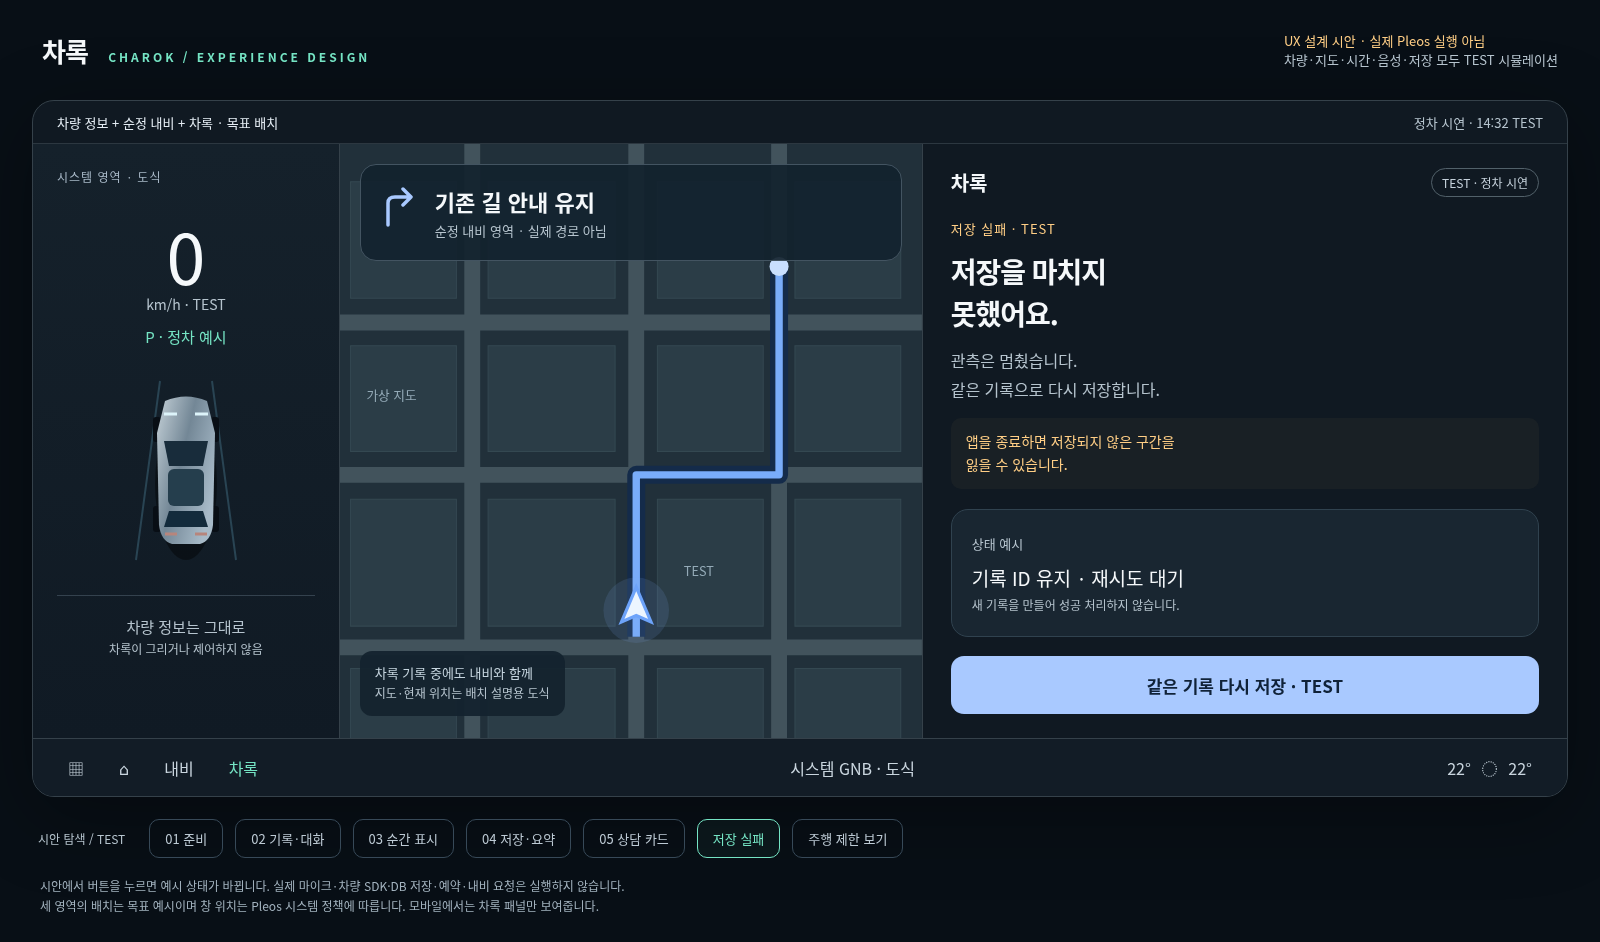 차록
CHAROK / EXPERIENCE DESIGN
UX 설계 시안 · 실제 Pleos 실행 아님
차량·지도·시간·음성·저장 모두 TEST 시뮬레이션
차량 정보 + 순정 내비 + 차록 · 목표 배치
정차 시연 · 14:32 TEST
시스템 영역 · 도식
0
km/h · TEST
P · 정차 예시
차량 정보는 그대로
차록이 그리거나 제어하지 않음
기존 길 안내 유지
순정 내비 영역 · 실제 경로 아님
가상 지도
TEST
차록 기록 중에도 내비와 함께
지도·현재 위치는 배치 설명용 도식
차록
TEST · 정차 시연
저장 실패 · TEST
저장을 마치지
못했어요.
관측은 멈췄습니다.
같은 기록으로 다시 저장합니다.
앱을 종료하면 저장되지 않은 구간을
잃을 수 있습니다.
상태 예시
기록 ID 유지 · 재시도 대기
새 기록을 만들어 성공 처리하지 않습니다.
같은 기록 다시 저장 · TEST
내비
차록
시스템 GNB · 도식
22° 22°
시안 탐색 / TEST
01 준비
02 기록·대화
03 순간 표시
04 저장·요약
05 상담 카드
저장 실패
주행 제한 보기
시안에서 버튼을 누르면 예시 상태가 바뀝니다. 실제 마이크·차량 SDK·DB 저장·예약·내비 요청은 실행하지 않습니다.
세 영역의 배치는 목표 예시이며 창 위치는 Pleos 시스템 정책에 따릅니다. 모바일에서는 차록 패널만 보여줍니다.